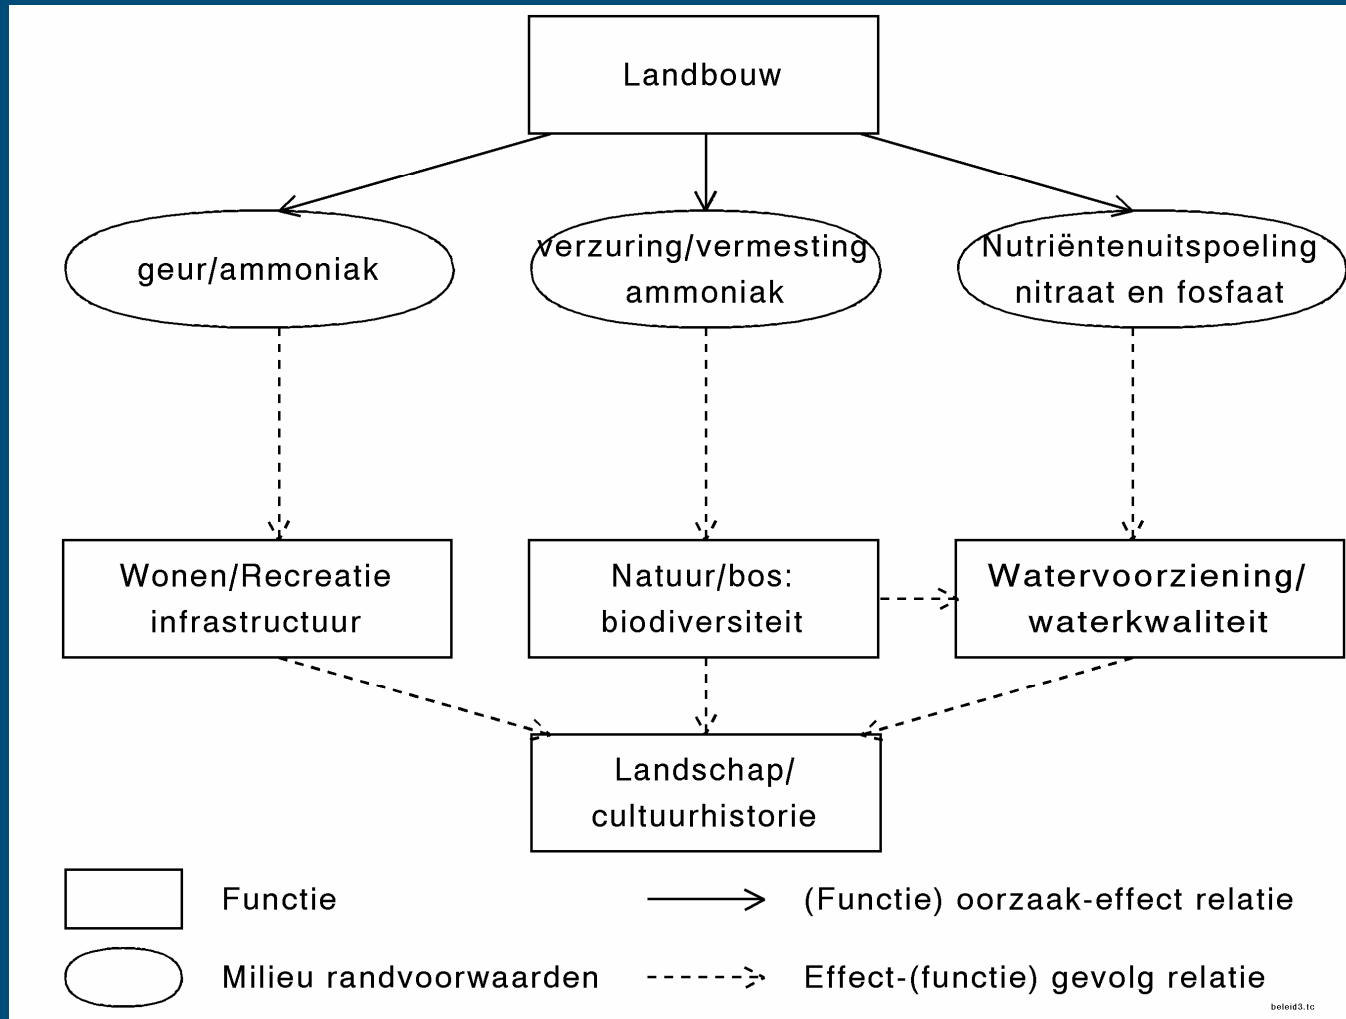 Landbouw
geur/ammoniak
verzuring/vermesting
ammoniak
Nutriëntenuitspoeling
nitraat en fosfaat
Wonen/Recreatie
infrastructuur
Natuur/bos:
biodiversiteit
Watervoorziening/
waterkwaliteit
Landschap/
cultuurhistorie
Functie
(Functie) oorzaak-effect relatie
Milieu randvoorwaarden
Effect-(functie) gevolg relatie
beleid3.tc